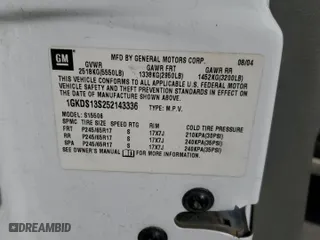 GM
MFD BY GENERAL MOTORS CORP. 08/04
GVWR GAWR FRT GAWR RR
2518KG(5550LB) 1338KG(2950LB) 1452KG(3200LB)
THIS VEHICLE CONFORMS TO ALL APPLICABLE U.S. FEDERAL
MOTOR VEHICLE SAFETY, BUMPER, AND THEFT PREVENTION STANDARDS IN EFFECT ON THE
DATE OF MANUFACTURE SHOWN ABOVE.
1GKDS13S252143336 TYPE: M.P.V.
MODEL: S15506
SPMC TIRE SIZE SPEED RTG RIM COLD TIRE PRESSURE
FRT P245/65R17 S 17X7J 210KPA(30PSI)
RR P245/65R17 S 17X7J 240KPA(35PSI)
SPA P245/65R17 S 17X7J 240KPA(35PSI)
SEE OWNER'S MANUAL FOR MORE INFORMATION